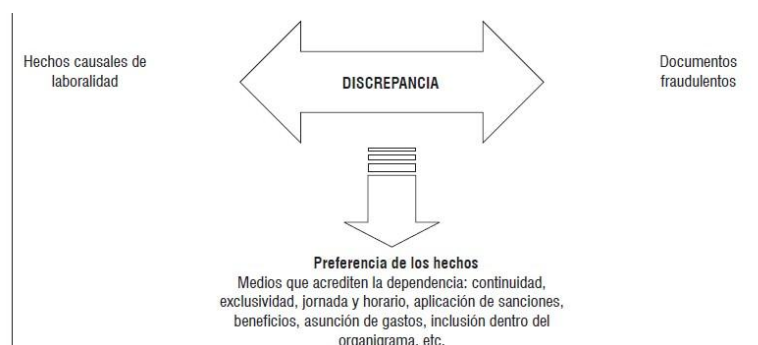 Hechos causales de
laboralidad
DISCREPANCIA
Documentos
fraudulentos
Preferencia de los hechos
Medios que acrediten la dependencia: continuidad,
exclusividad, jornada y horario, aplicación de sanciones,
beneficios, asunción de gastos, inclusión dentro del
organigrama, etc.